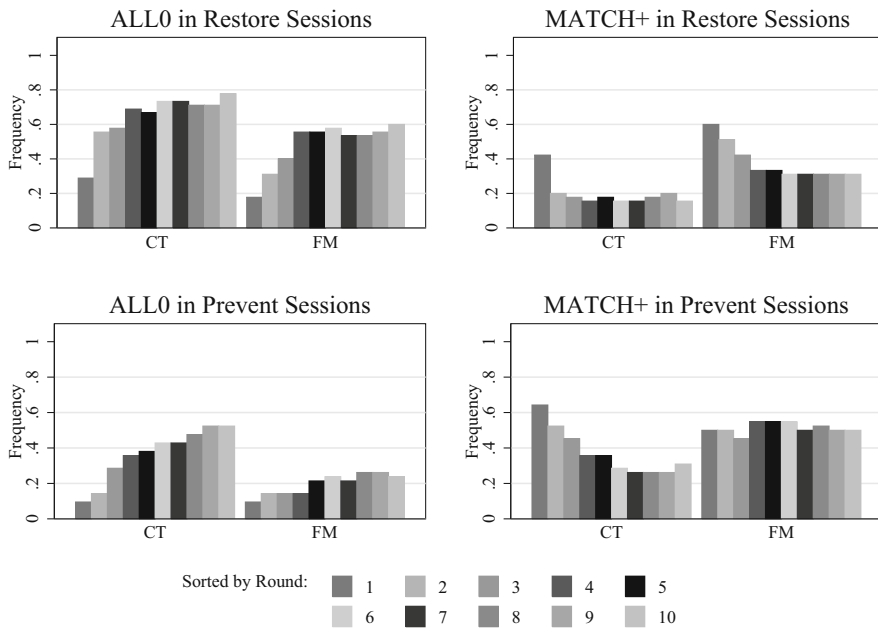 ALL0 in Restore Sessions
Frequency
0 .2 .4 .6 .8 1
CT FM
MATCH+ in Restore Sessions
Frequency
0 .2 .4 .6 .8 1
CT FM
ALL0 in Prevent Sessions
Frequency
0 .2 .4 .6 .8 1
CT FM
MATCH+ in Prevent Sessions
Frequency
0 .2 .4 .6 .8 1
CT FM
Sorted by Round: 1 2 3 4 5
6 7 8 9 10